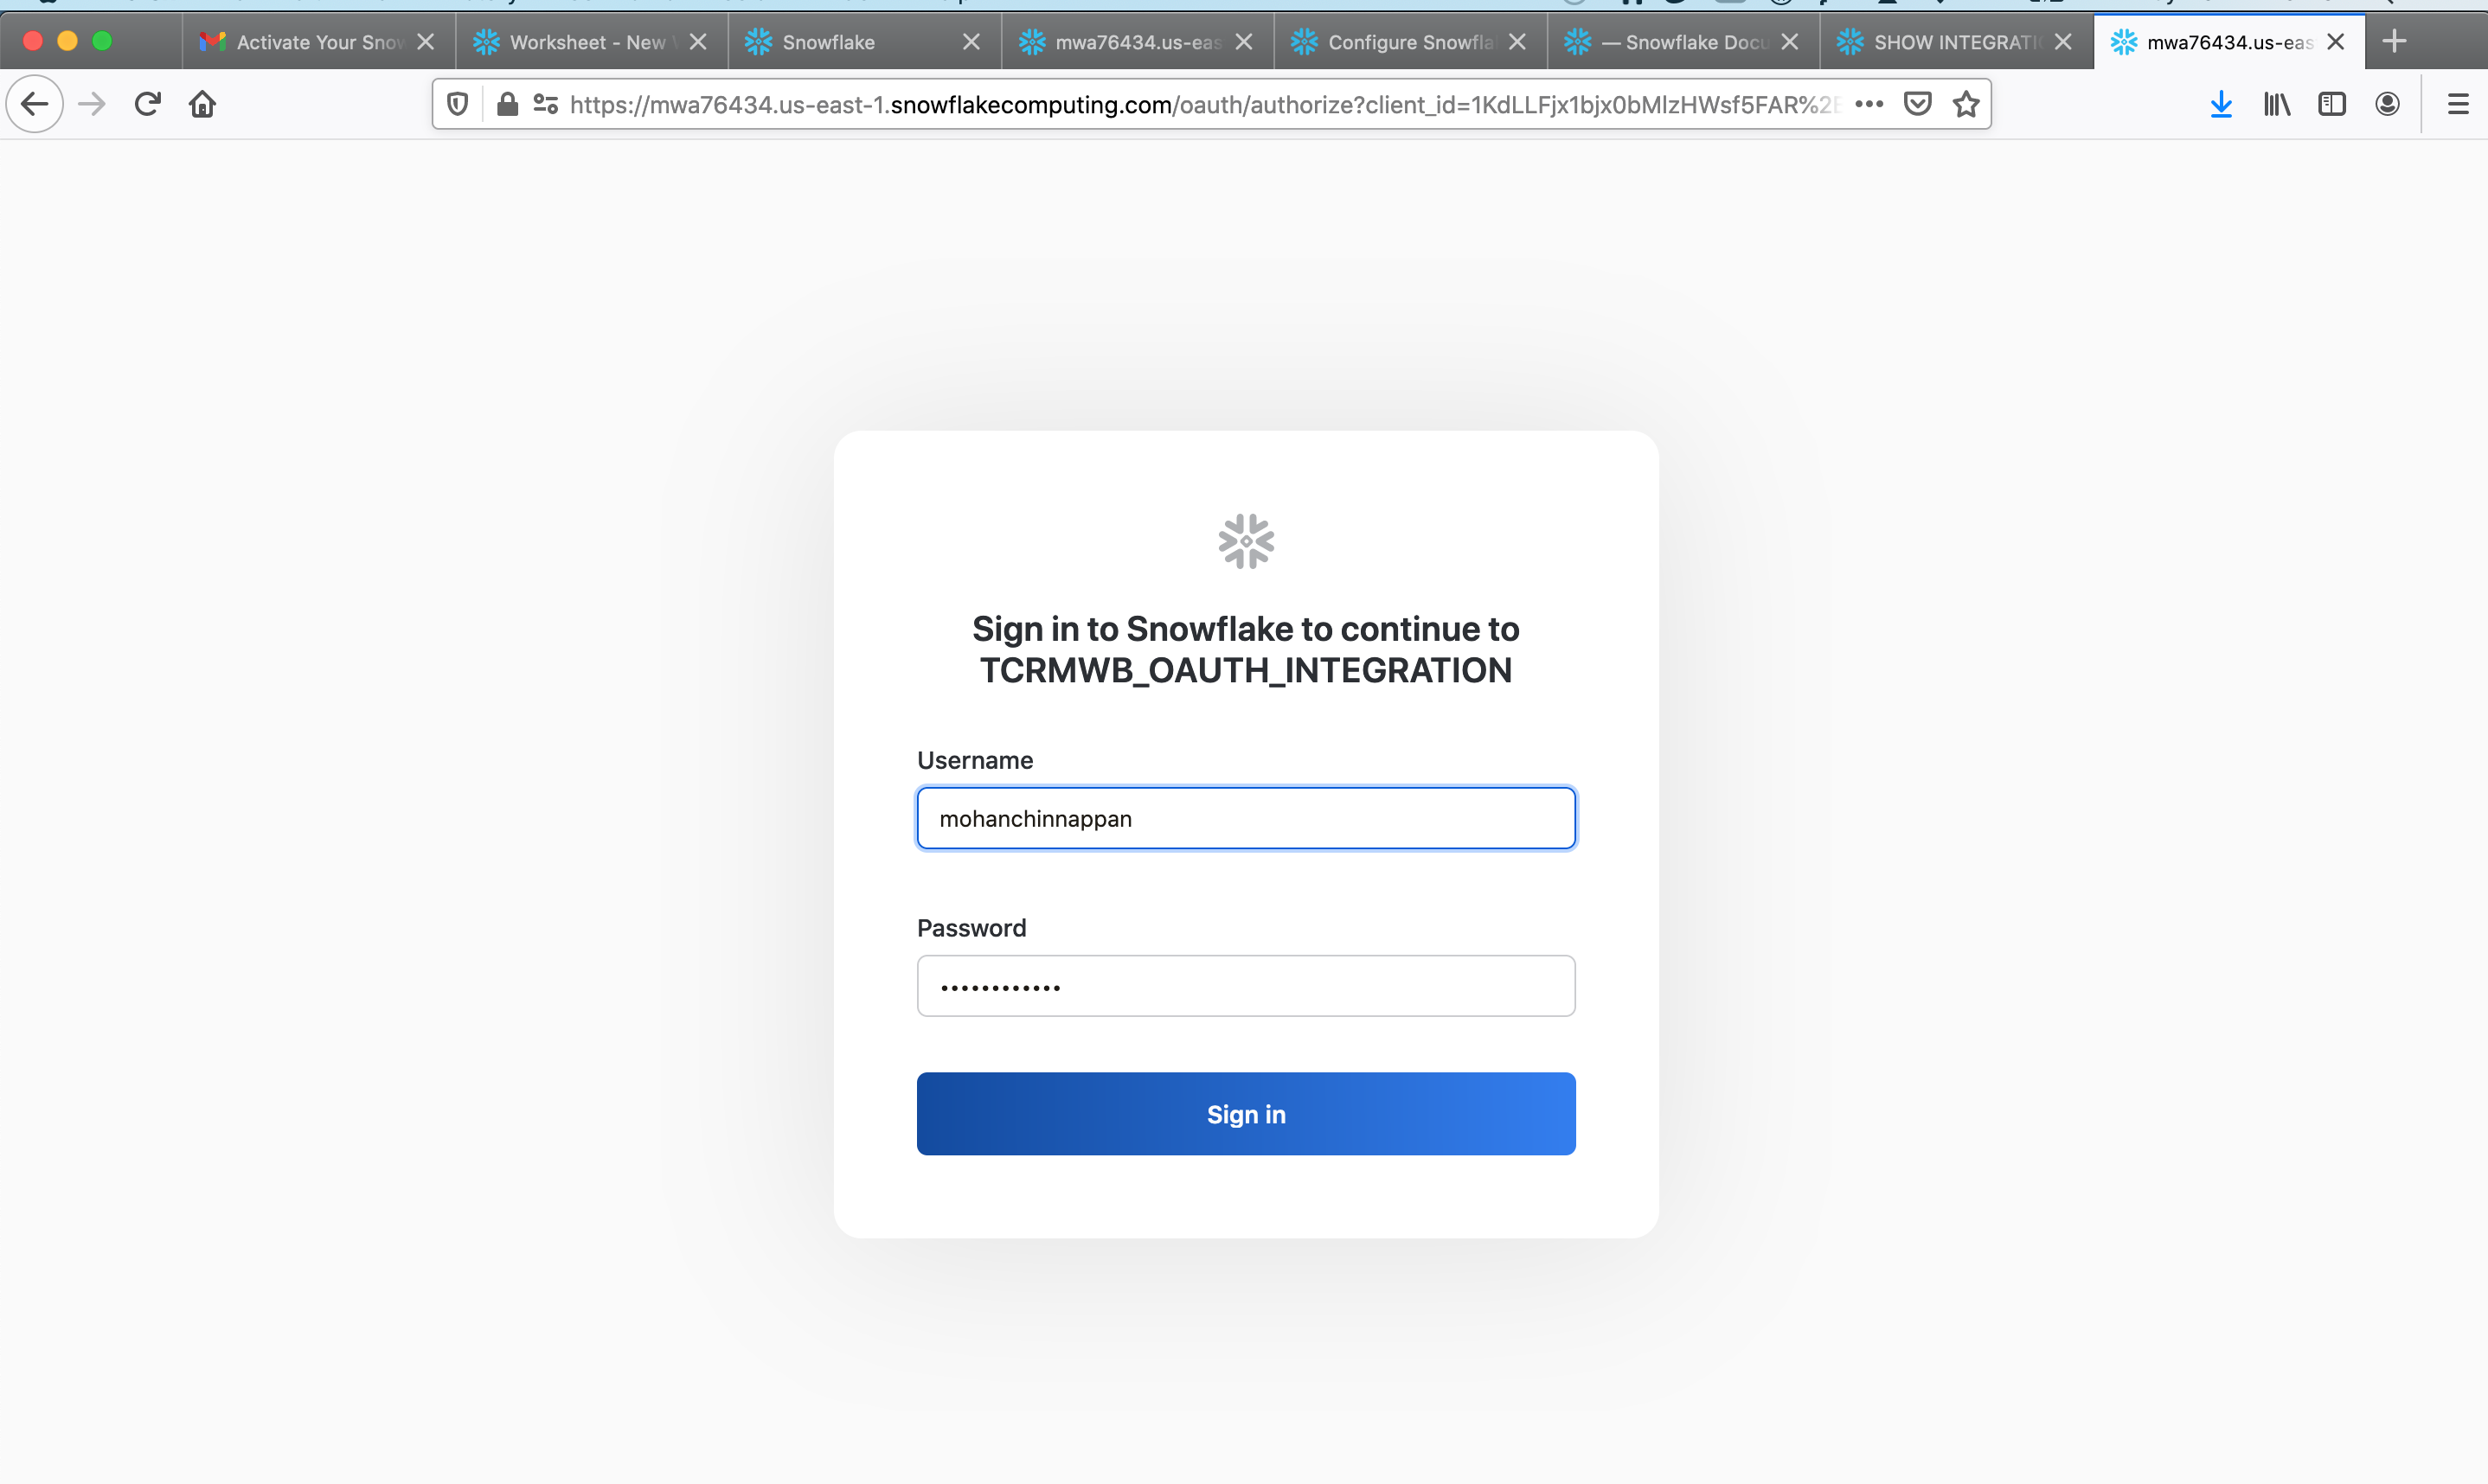 Activate Your Snow
Worksheet - New
Snowflake
mwa76434.us-eas
Configure Snowfla
— Snowflake Docu
SHOW INTEGRATI
mwa76434.us-eas
https://mwa76434.us-east-1.snowflakecomputing.com/oauth/authorize?client_id=1KdLLFjx1bjx0bMlzHWsf5FAR%2
Sign in to Snowflake to continue to
TCRMWB_OAUTH_INTEGRATION
Username
mohanchinnappan
Password
Sign in